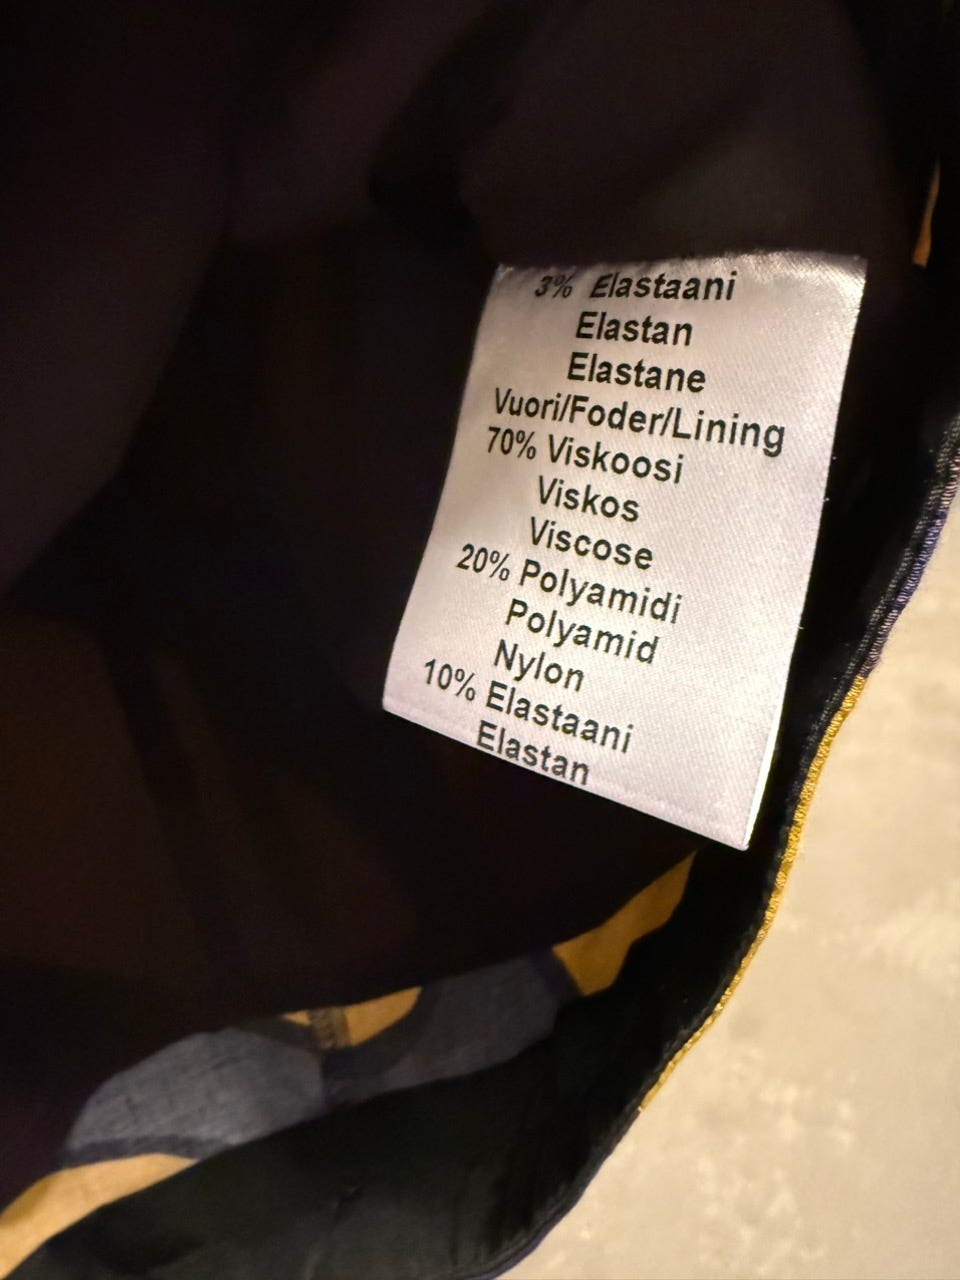 3% Elastaani
Elastan
Elastane
Vuori/Foder/Lining
70% Viskoosi
Viskos
Viscose
20% Polyamidi
Polyamid
Nylon
10% Elastaani
Elastan